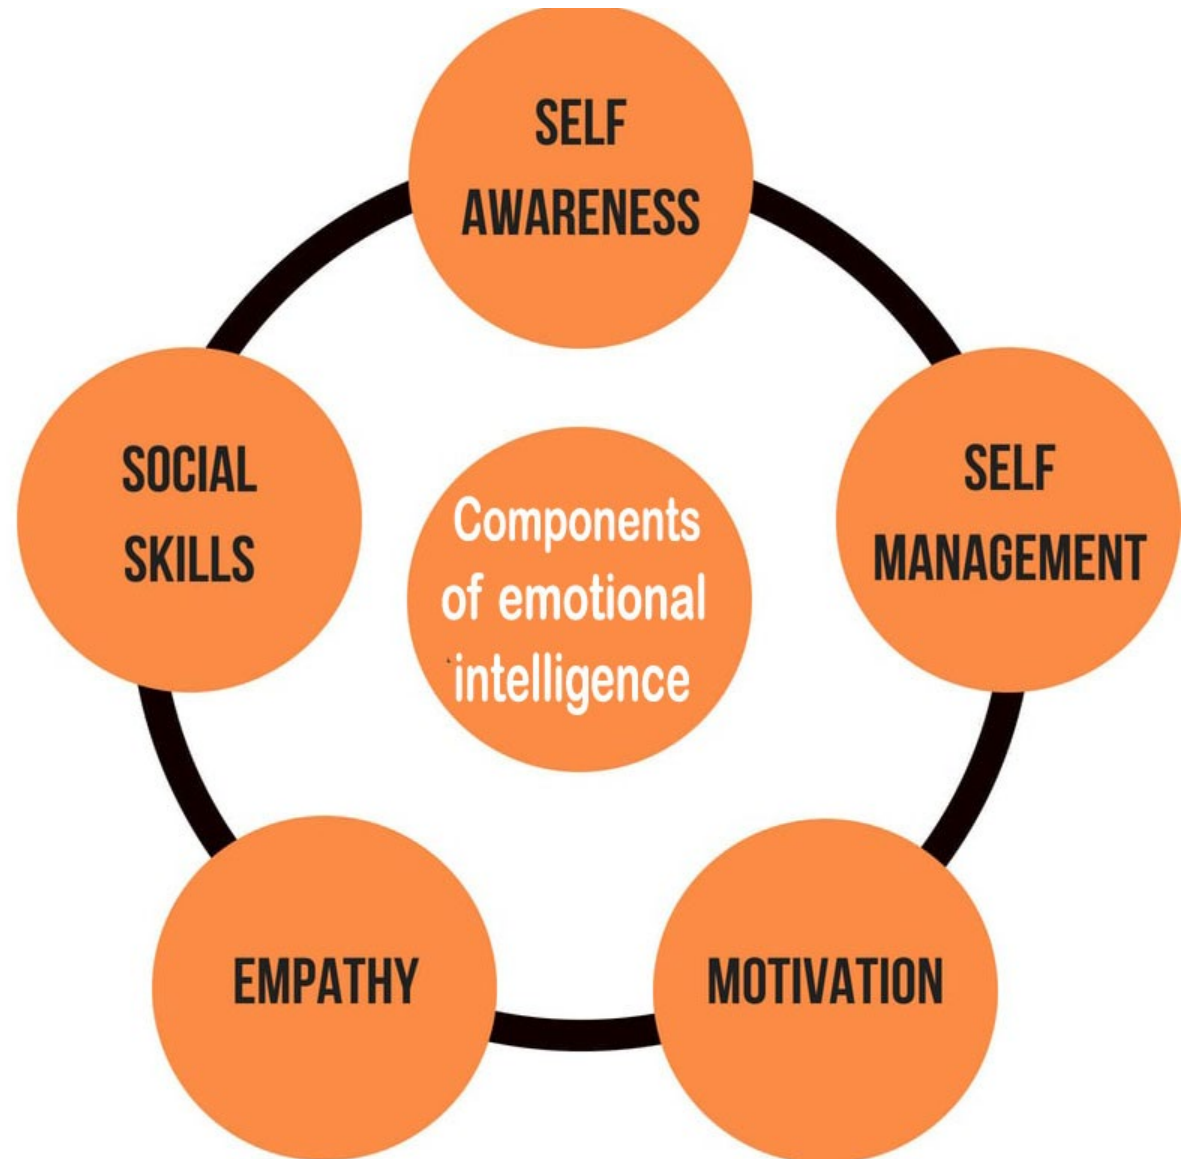 SELF
AWARENESS
SOCIAL
SKILLS
SELF
MANAGEMENT
Components
of emotional
intelligence
EMPATHY
MOTIVATION